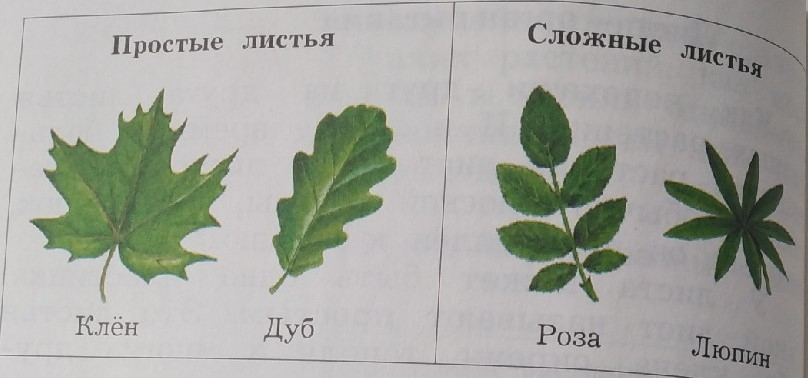 Простые листья
Сложные листья
Клён
Дуб
Роза
Люпин